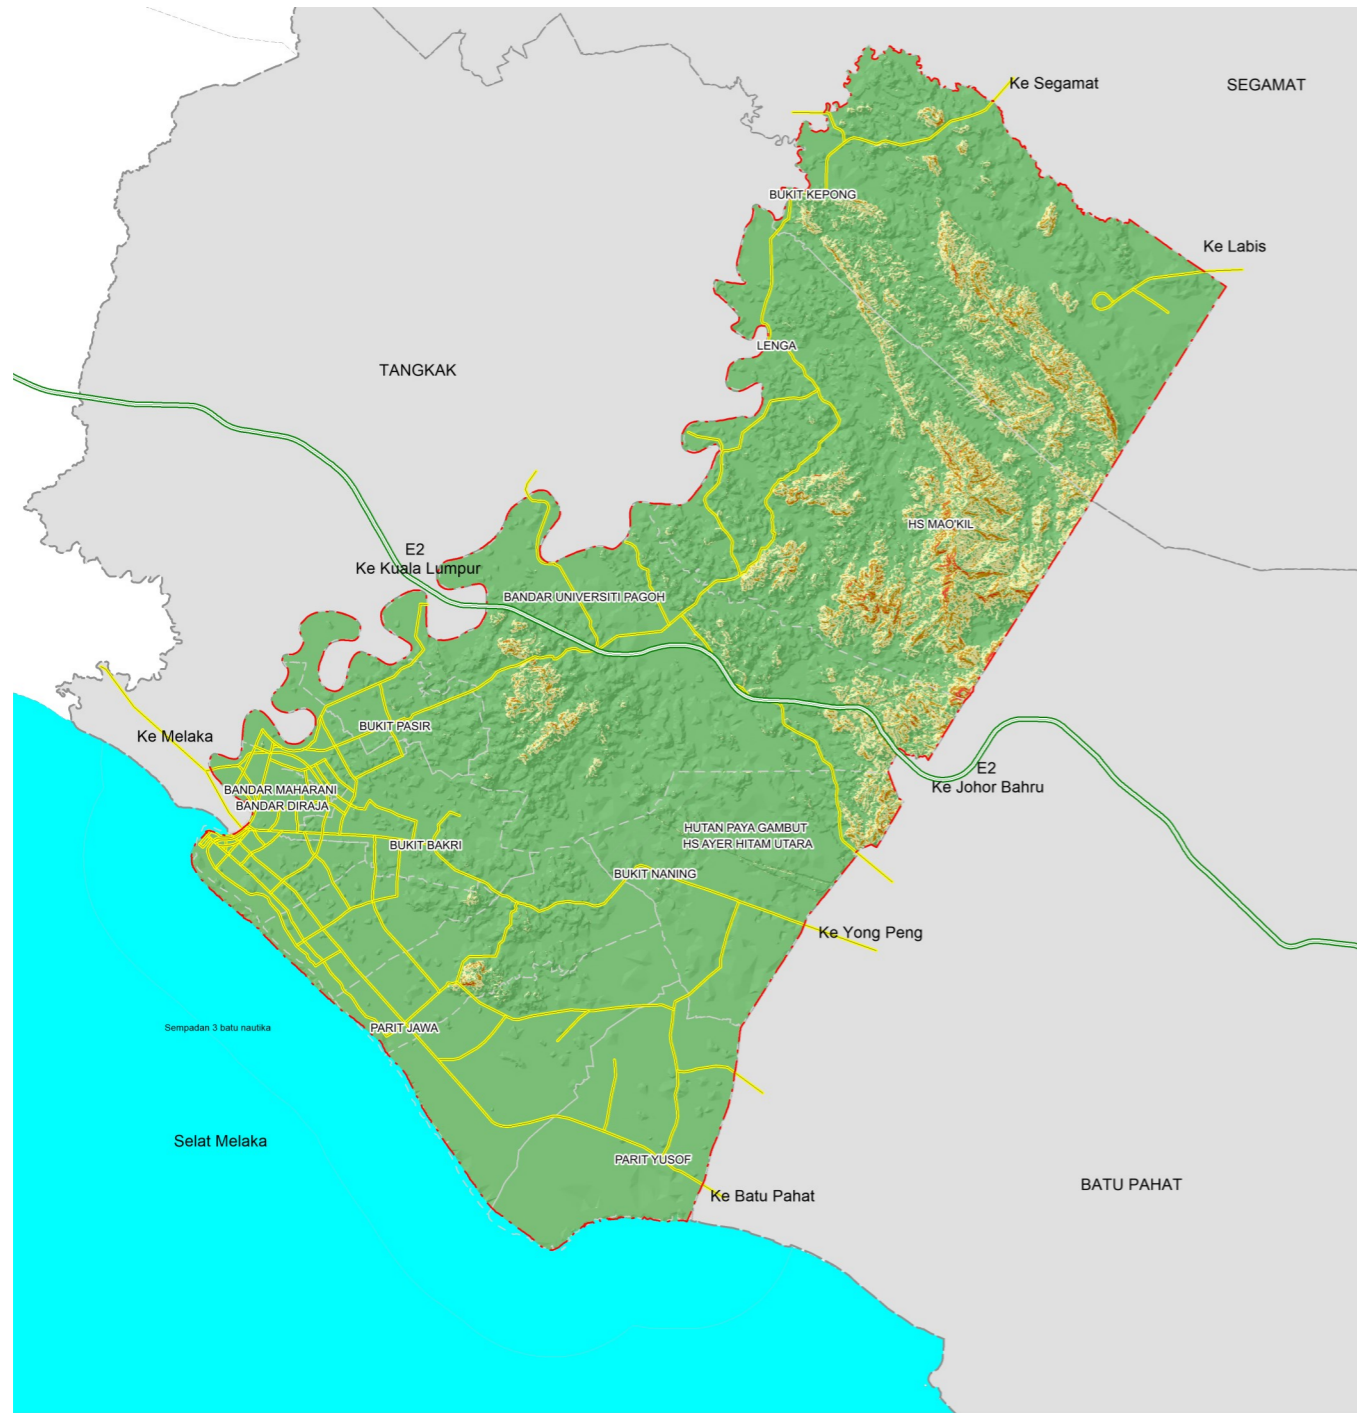 Ke Segamat
SEGAMAT
BUKIT KEPONG
Ke Labis
LENGA
TANGKAK
HS MAO'KIL
E2
Ke Kuala Lumpur
BANDAR UNIVERSITI PAGOH
BUKIT PASIR
Ke Melaka
E2
Ke Johor Bahru
BANDAR MAHARANI
BANDAR DIRAJA
HUTAN PAYA GAMBUT
HS AYER HITAM UTARA
BUKIT BAKRI
BUKIT NANING
Ke Yong Peng
Sempadan 3 batu nautika
PARIT JAWA
Selat Melaka
PARIT YUSOF
BATU PAHAT
Ke Batu Pahat